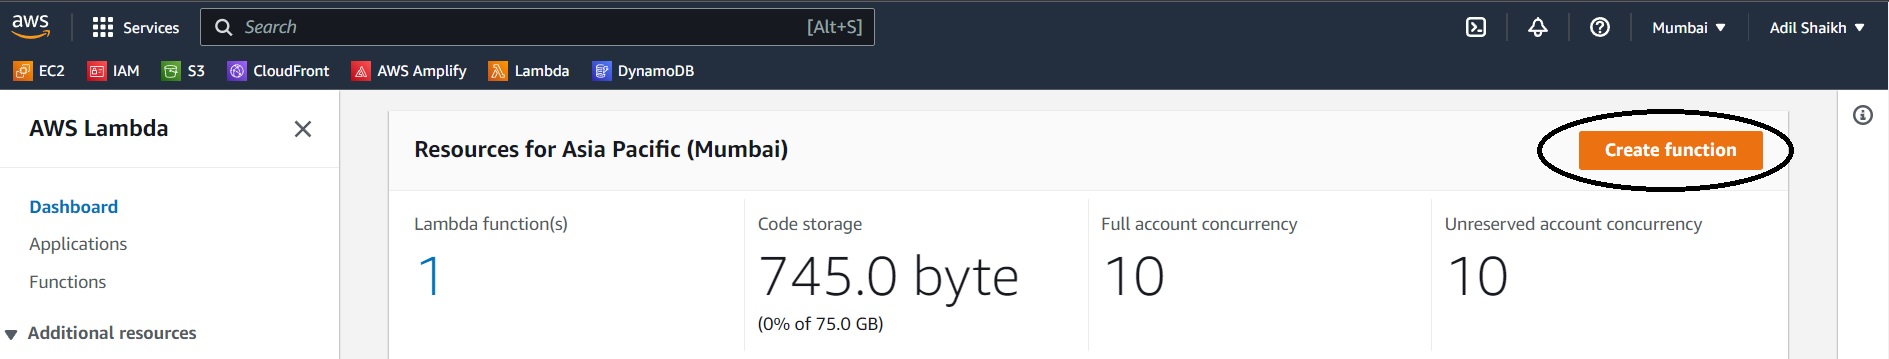 aws Services Search [Alt+S] Mumbai Adil Shaikh
EC2 IAM S3 CloudFront AWS Amplify Lambda DynamoDB
AWS Lambda
Dashboard
Applications
Functions
Additional resources
Resources for Asia Pacific (Mumbai) Create function
Lambda function(s) Code storage Full account concurrency Unreserved account concurrency
1 745.0 byte 10 10
(0% of 75.0 GB)